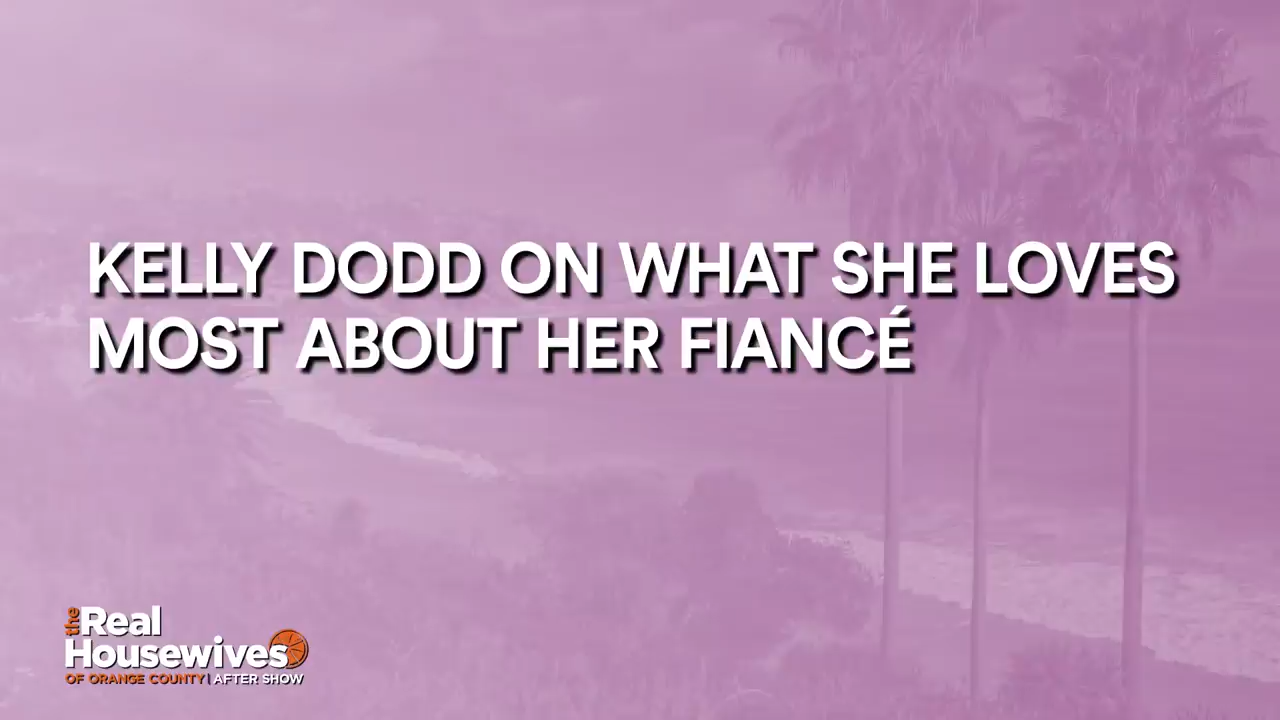 KELLY DODD ON WHAT SHE LOVES
MOST ABOUT HER FIANCÉ
the Real
Housewives
OF ORANGE COUNTY | AFTER SHOW